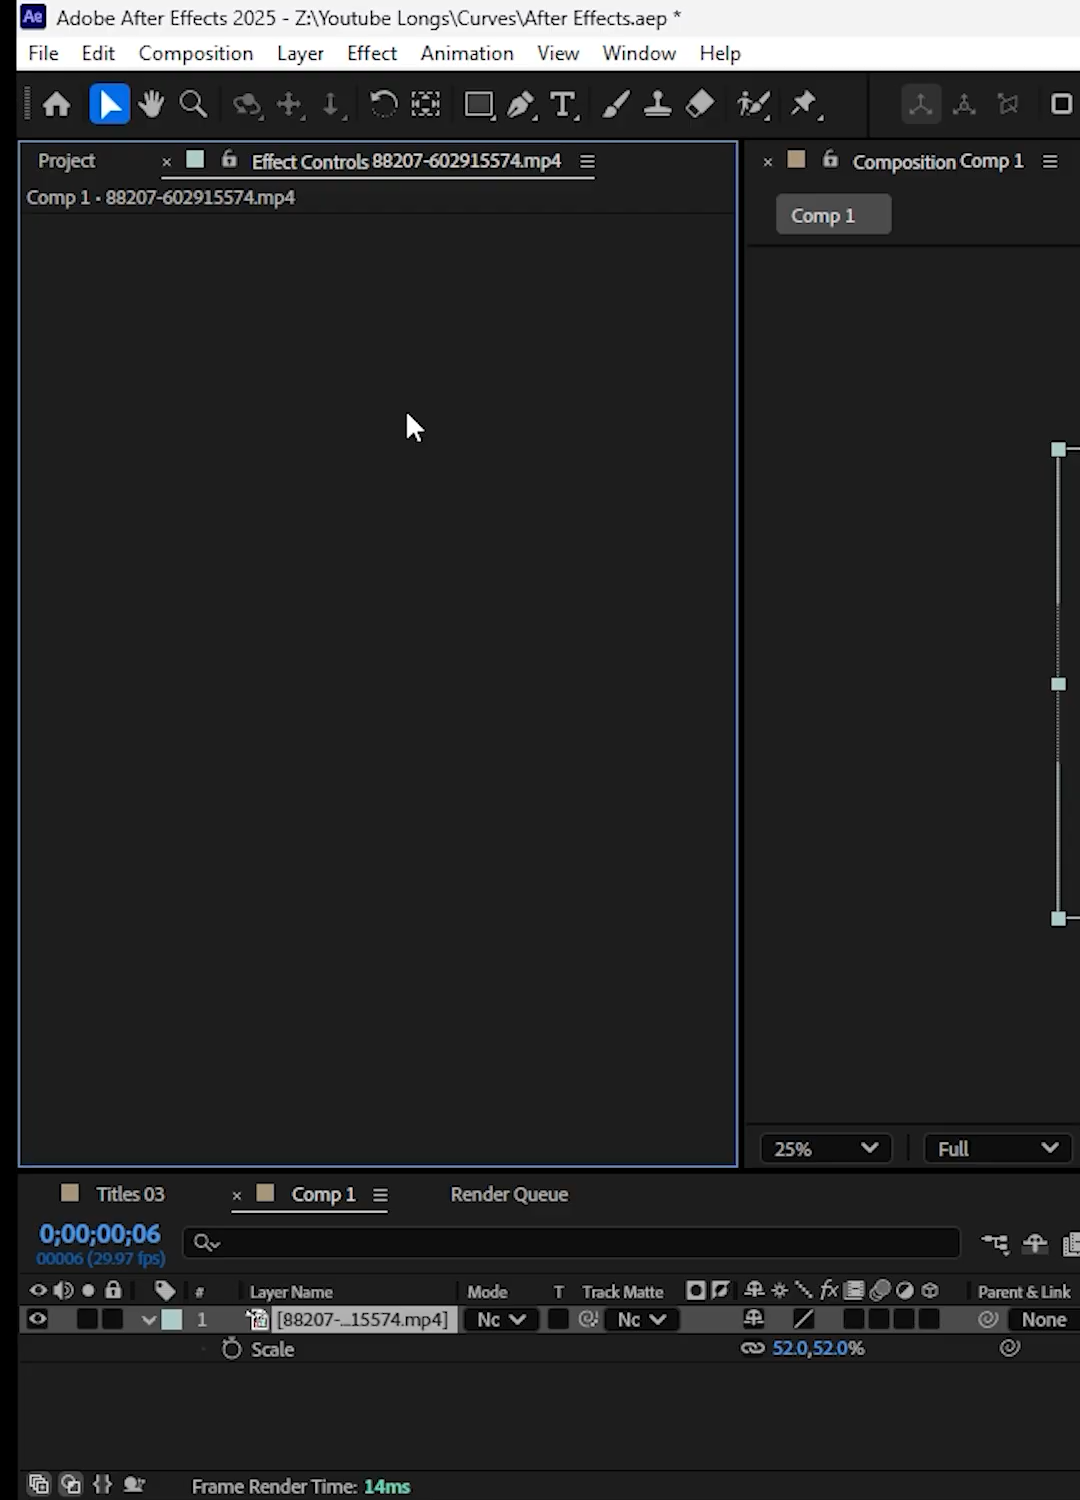 Ae Adobe After Effects 2025 - Z:\Youtube Longs\Curves\After Effects.aep *
File Edit Composition Layer Effect Animation View Window Help
Project × Effect Controls 88207-602915574.mp4
× Composition Comp 1
Comp 1 • 88207-602915574.mp4
Comp 1
25% Full
Titles 03 × Comp 1 Render Queue
0;00;00;06
00006 (29.97 fps)
# Layer Name Mode T Track Matte fx Parent & Link
1 [88207-...15574.mp4] Nc Nc None
Scale 52.0,52.0%
Frame Render Time: 14ms